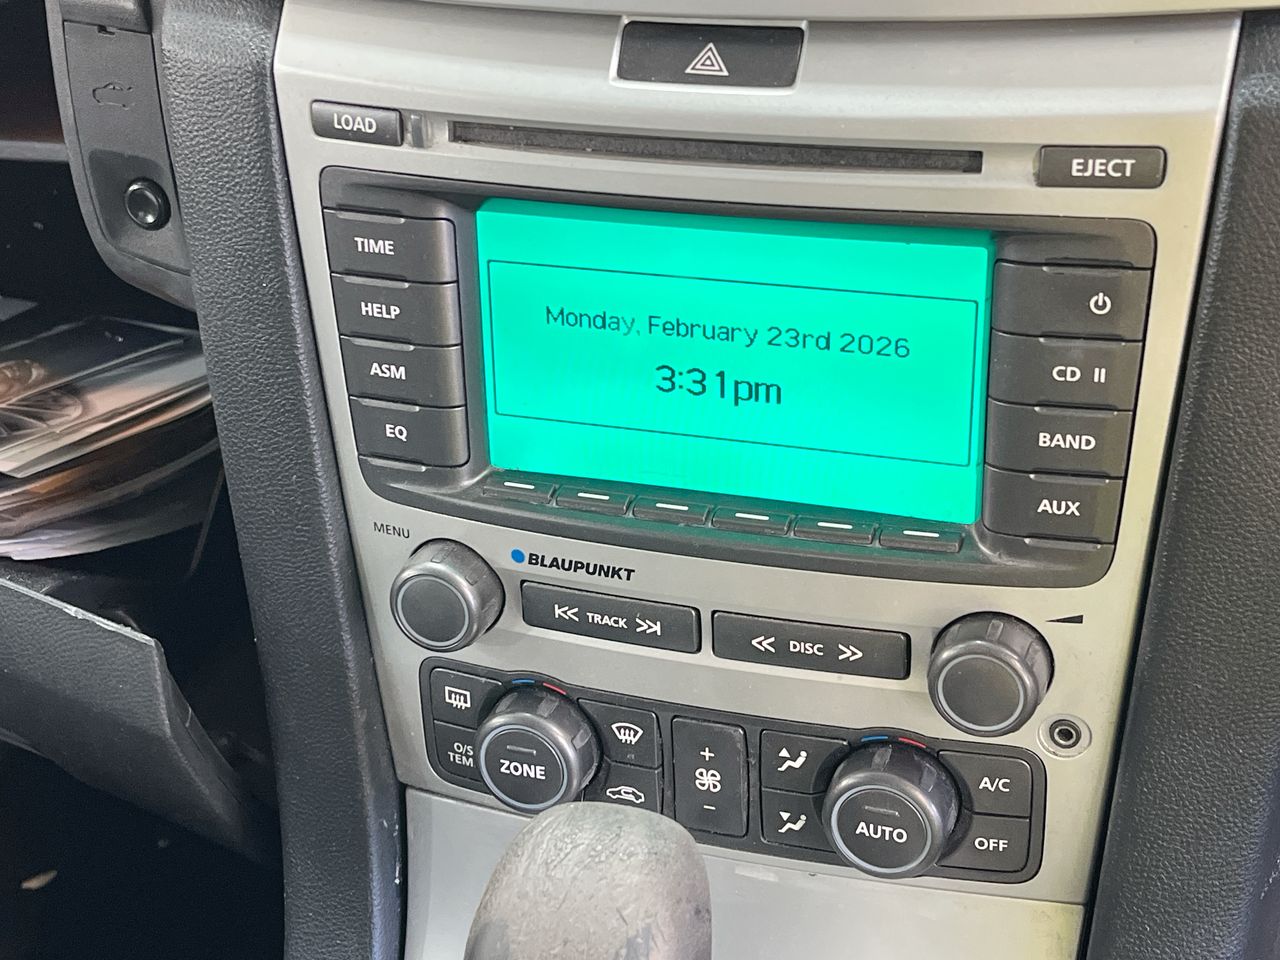 LOAD
EJECT
TIME
HELP
ASM
EQ
Monday, February 23rd 2026
3:31pm
CD II
BAND
AUX
MENU
BLAUPUNKT
TRACK
DISC
O/S
TEM
ZONE
+
-
AUTO
A/C
OFF